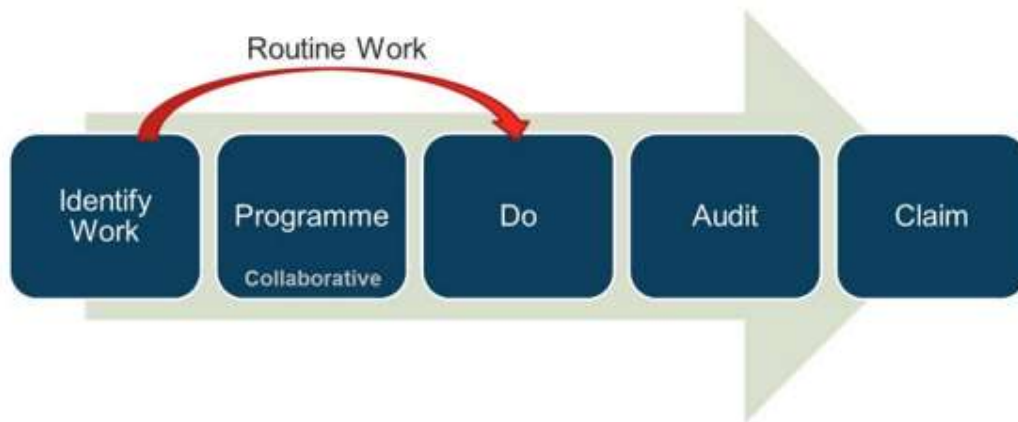 Routine Work
Identify
Work
Programme
Collaborative
Do
Audit
Claim